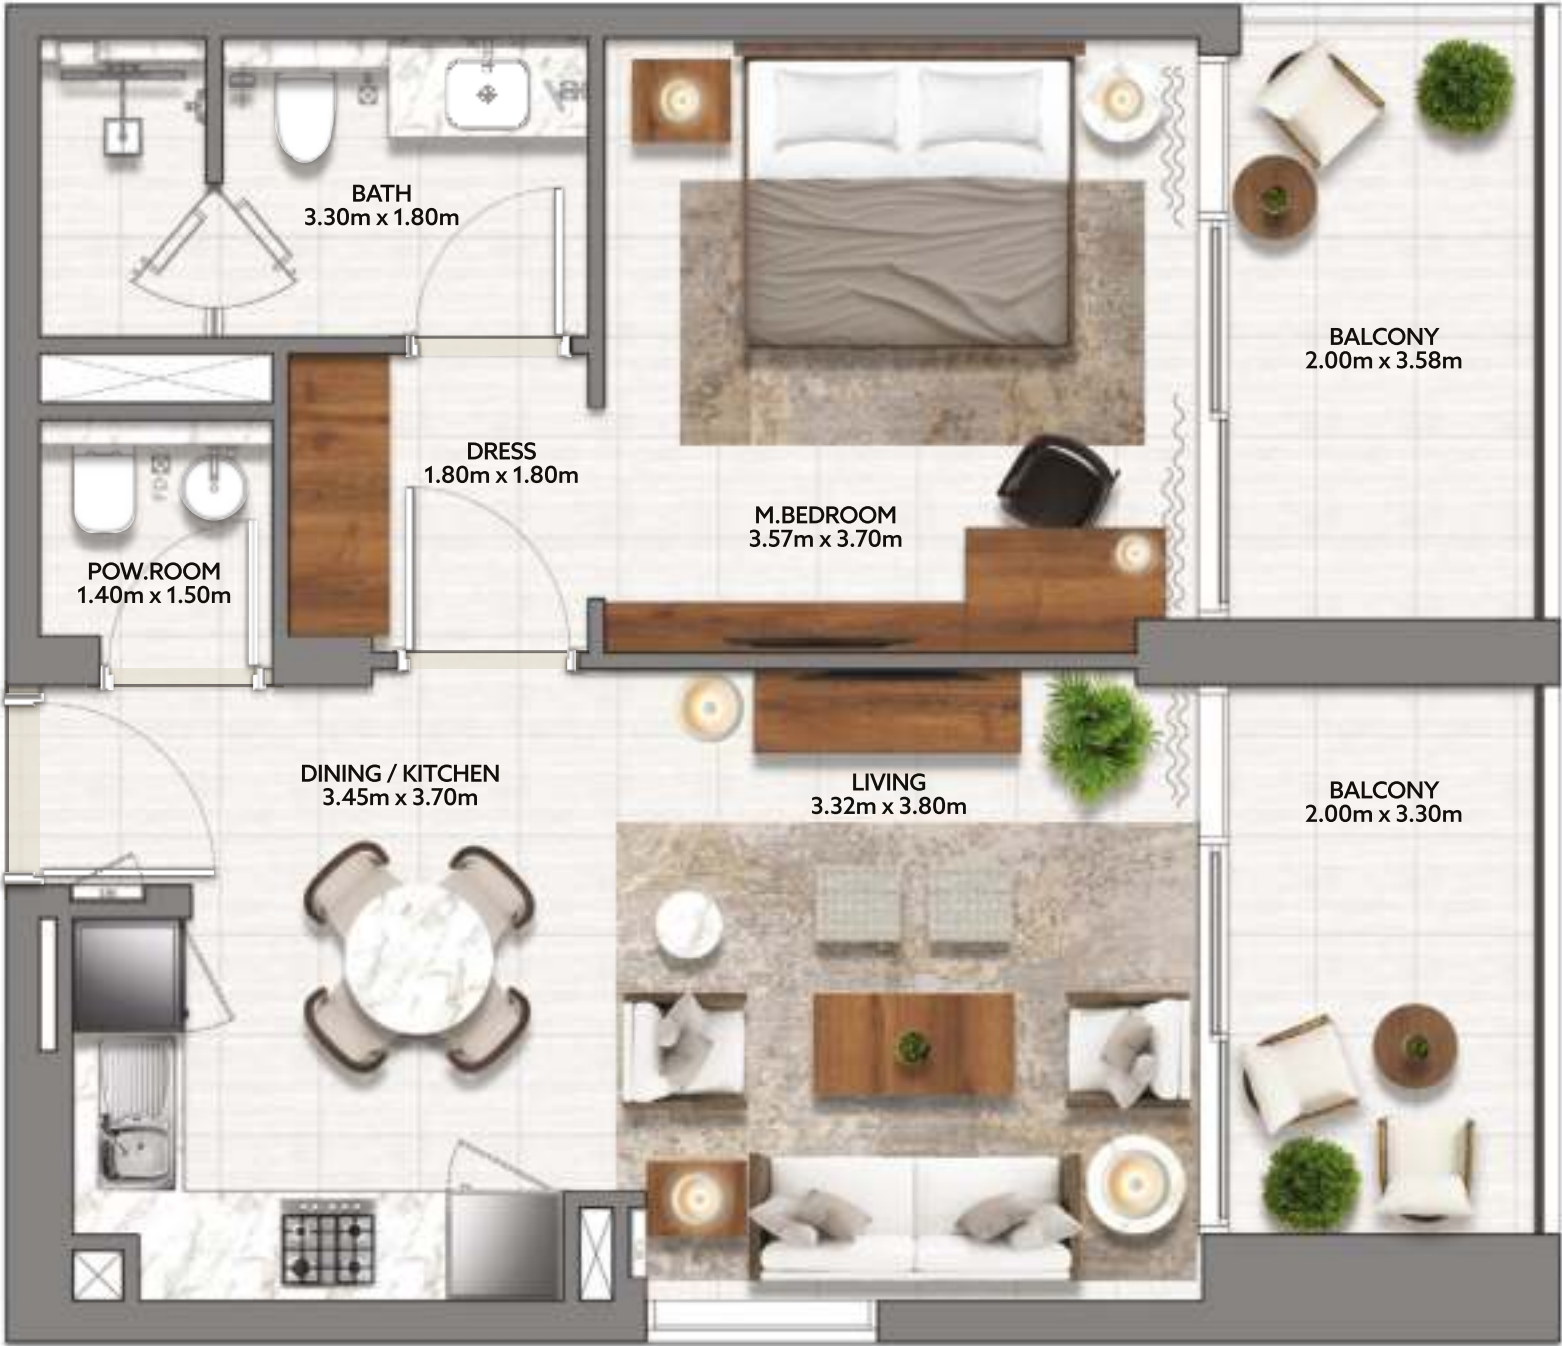 BATH
3.30m x 1.80m
BALCONY
2.00m x 3.58m
DRESS
1.80m x 1.80m
M.BEDROOM
3.57m x 3.70m
FD
POW.ROOM
1.40m x 1.50m
DINING / KITCHEN
3.45m x 3.70m
LIVING
3.32m x 3.80m
BALCONY
2.00m x 3.30m